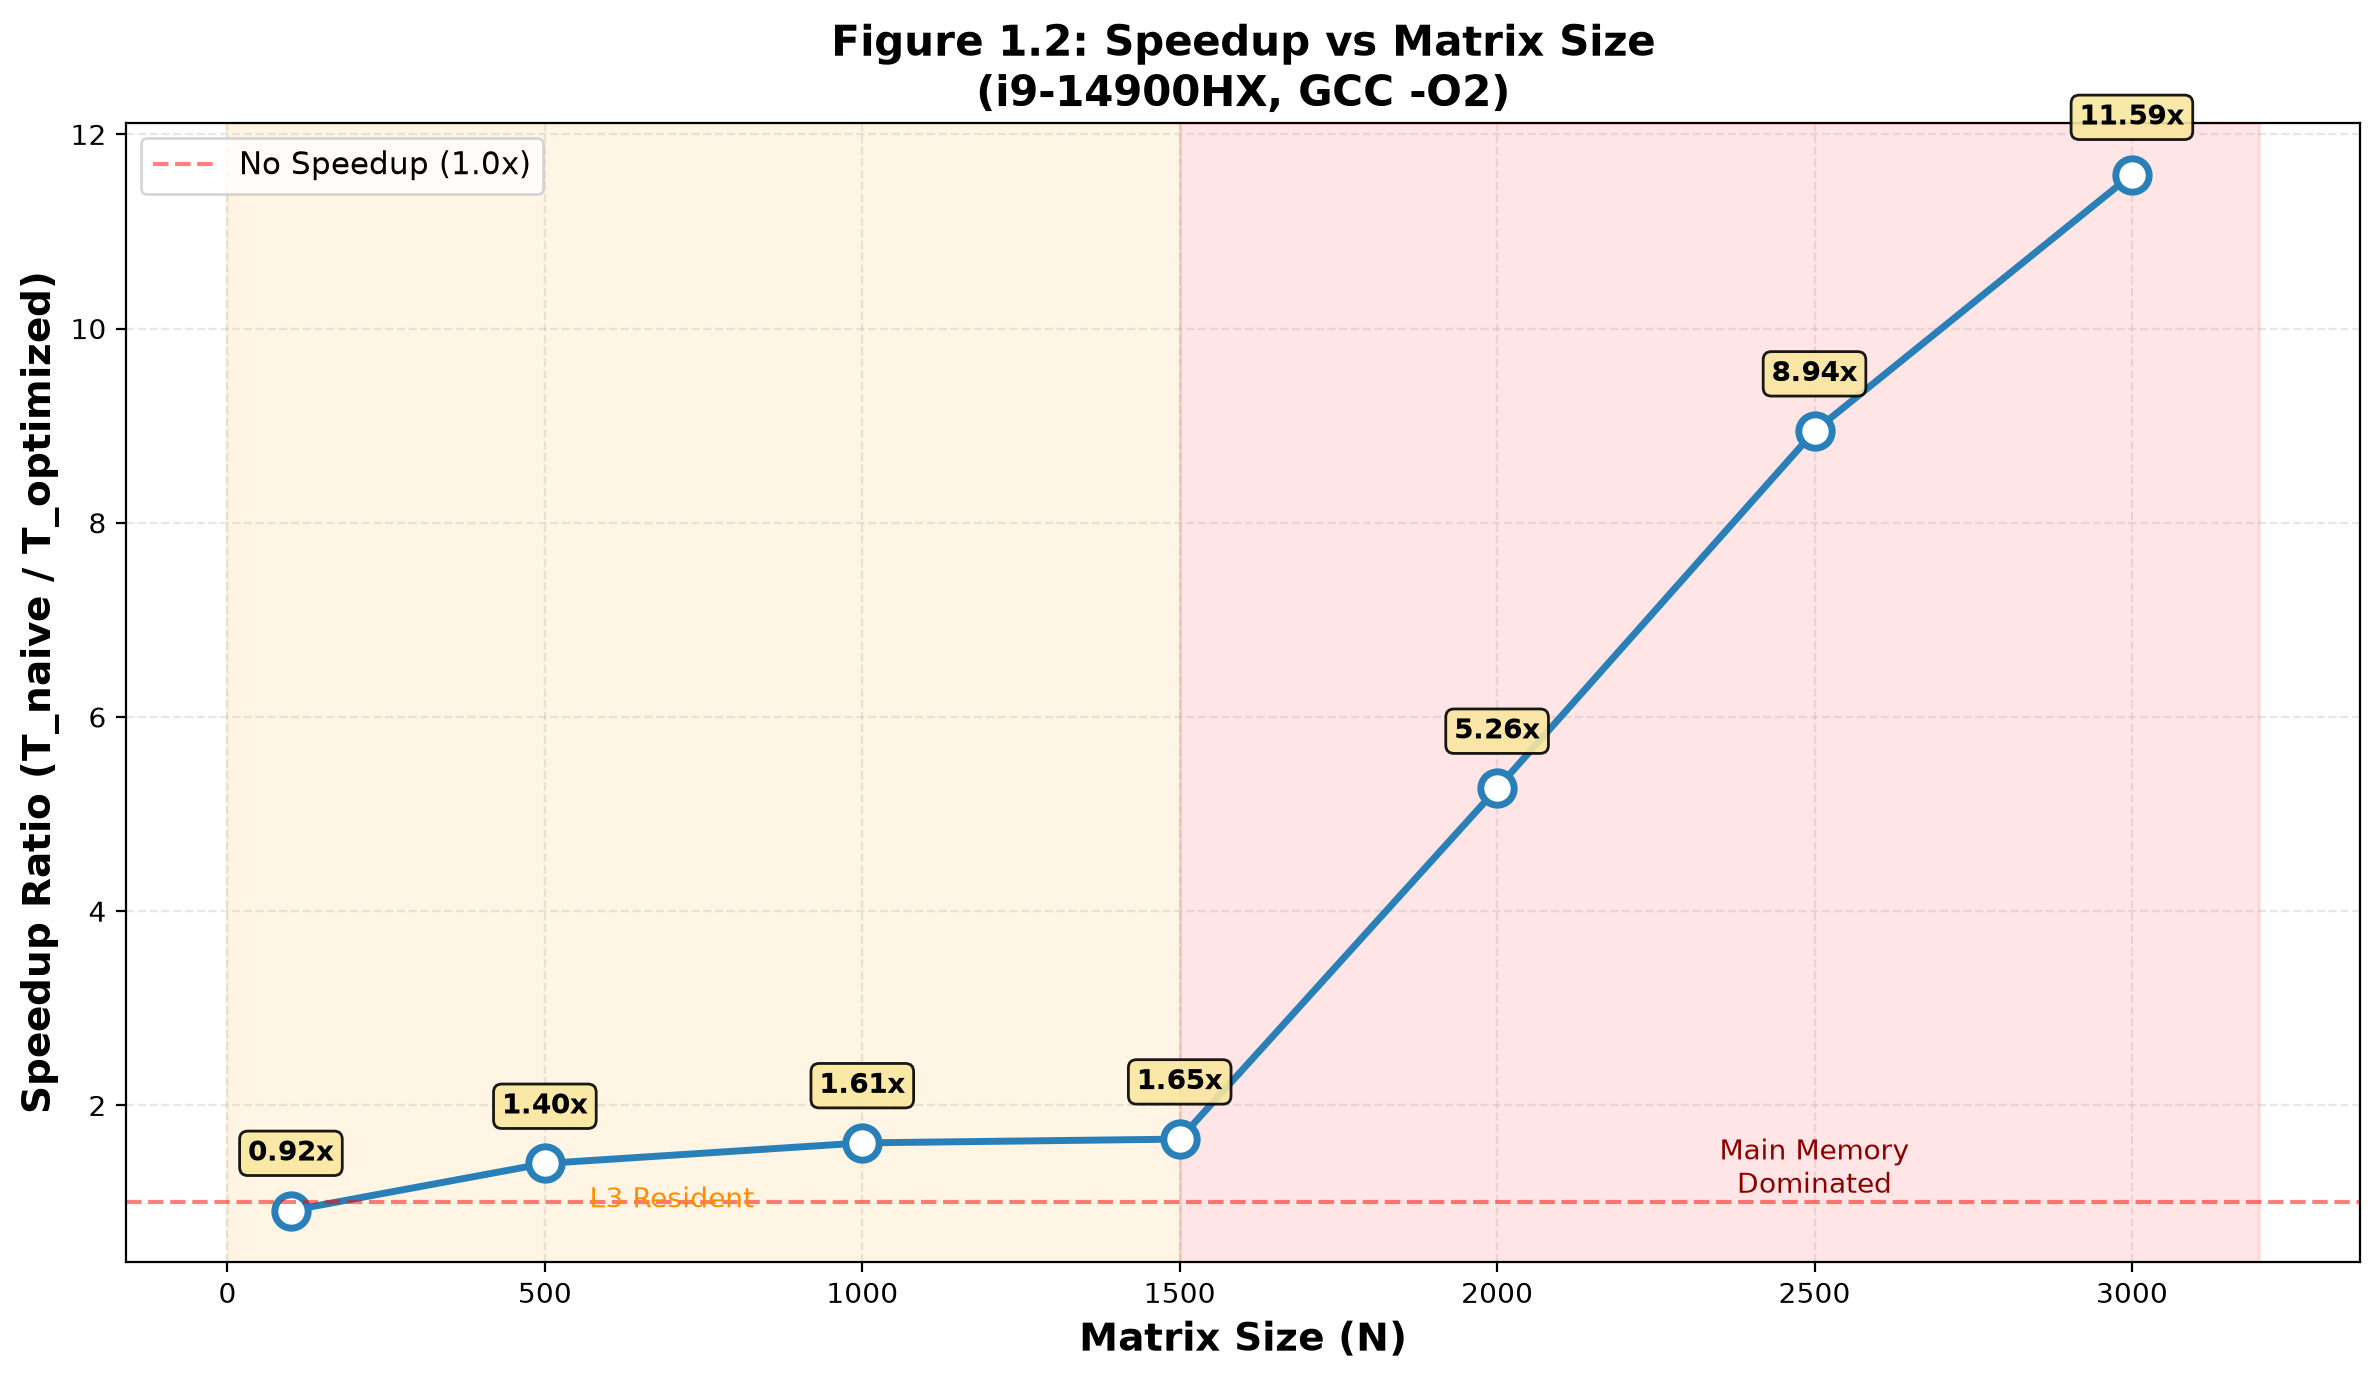 Figure 1.2: Speedup vs Matrix Size
(i9-14900HX, GCC -O2)
No Speedup (1.0x)
Speedup Ratio (T_naive / T_optimized)
12
10
8
6
4
2
0.92x
1.40x
1.61x
1.65x
5.26x
8.94x
11.59x
L3 Resident
Main Memory
Dominated
0
500
1000
1500
2000
2500
3000
Matrix Size (N)